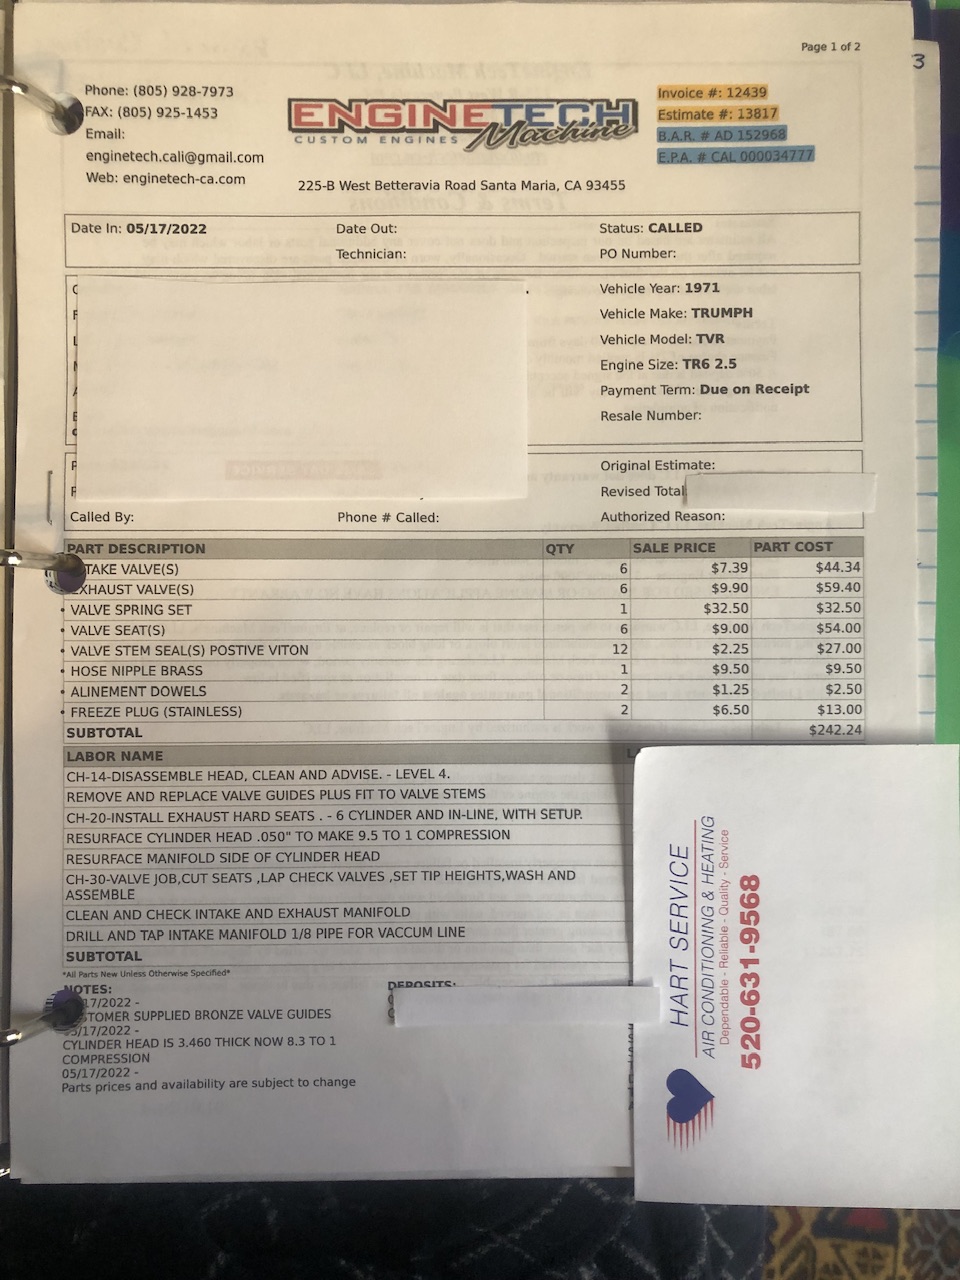 Page 1 of 2
3
Phone: (805) 928-7973
FAX: (805) 925-1453
Email:
enginetech.cali@gmail.com
Web: enginetech-ca.com
ENGINETECH
CUSTOM ENGINES Machine
225-B West Betteravia Road Santa Maria, CA 93455
Invoice #: 12439
Estimate #: 13817
B.A.R. # AD 152968
E.P.A. # CAL 000034777
Date In: 05/17/2022 Date Out: Status: CALLED
Technician: PO Number:
Vehicle Year: 1971
Vehicle Make: TRUMPH
Vehicle Model: TVR
Engine Size: TR6 2.5
Payment Term: Due on Receipt
Resale Number:
Original Estimate:
Revised Total
Called By: Phone # Called: Authorized Reason:
PART DESCRIPTION QTY SALE PRICE PART COST
TAKE VALVE(S) 6 $7.39 $44.34
EXHAUST VALVE(S) 6 $9.90 $59.40
VALVE SPRING SET 1 $32.50 $32.50
VALVE SEAT(S) 6 $9.00 $54.00
VALVE STEM SEAL(S) POSTIVE VITON 12 $2.25 $27.00
HOSE NIPPLE BRASS 1 $9.50 $9.50
ALINEMENT DOWELS 2 $1.25 $2.50
FREEZE PLUG (STAINLESS) 2 $6.50 $13.00
SUBTOTAL $242.24
LABOR NAME
CH-14-DISASSEMBLE HEAD, CLEAN AND ADVISE. - LEVEL 4.
REMOVE AND REPLACE VALVE GUIDES PLUS FIT TO VALVE STEMS
CH-20-INSTALL EXHAUST HARD SEATS . - 6 CYLINDER AND IN-LINE, WITH SETUP.
RESURFACE CYLINDER HEAD .050" TO MAKE 9.5 TO 1 COMPRESSION
RESURFACE MANIFOLD SIDE OF CYLINDER HEAD
CH-30-VALVE JOB,CUT SEATS ,LAP CHECK VALVES ,SET TIP HEIGHTS,WASH AND
ASSEMBLE
CLEAN AND CHECK INTAKE AND EXHAUST MANIFOLD
DRILL AND TAP INTAKE MANIFOLD 1/8 PIPE FOR VACCUM LINE
SUBTOTAL
*All Parts New Unless Otherwise Specified*
NOTES: DEPOSITS:
17/2022 -
STOMER SUPPLIED BRONZE VALVE GUIDES
05/17/2022 -
CYLINDER HEAD IS 3.460 THICK NOW 8.3 TO 1
COMPRESSION
05/17/2022 -
Parts prices and availability are subject to change
HART SERVICE
AIR CONDITIONING & HEATING
Dependable - Reliable - Quality - Service
520-631-9568